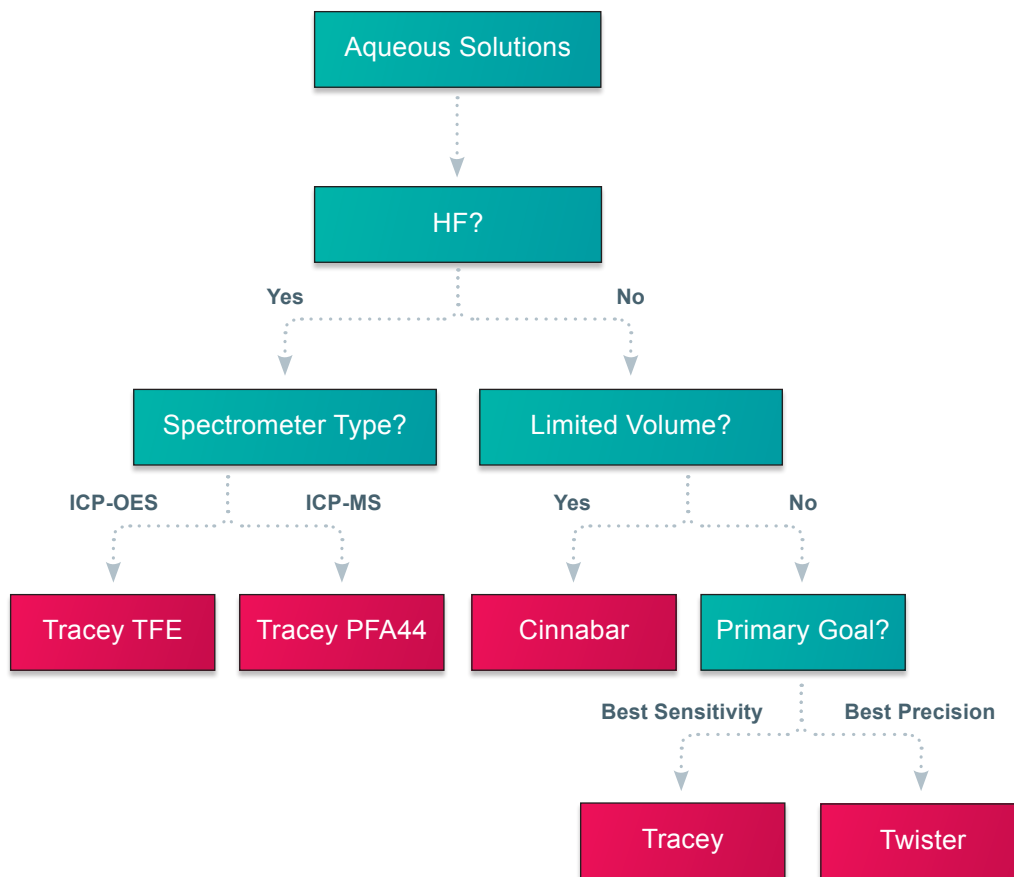 Aqueous Solutions
HF?
Yes
No
Spectrometer Type?
Limited Volume?
ICP-OES
ICP-MS
Yes
No
Tracey TFE
Tracey PFA44
Cinnabar
Primary Goal?
Best Sensitivity
Best Precision
Tracey
Twister